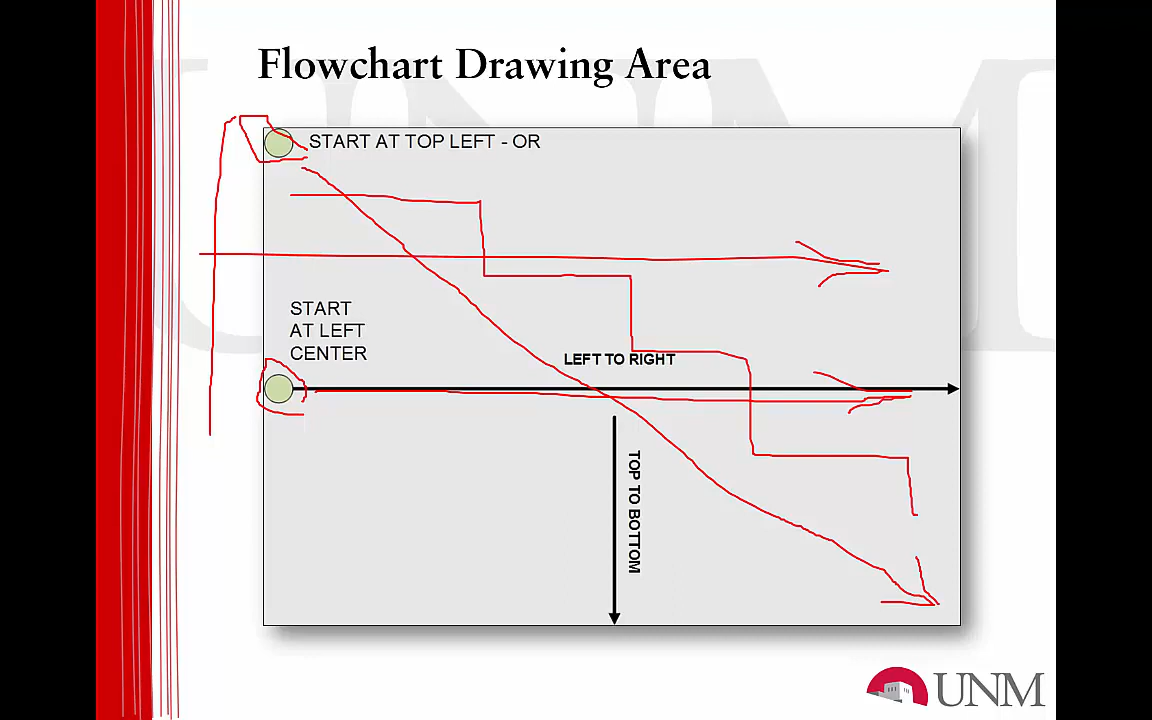 Flowchart Drawing Area
START AT TOP LEFT - OR
START
AT LEFT
CENTER
LEFT TO RIGHT
TOP TO BOTTOM
UNM